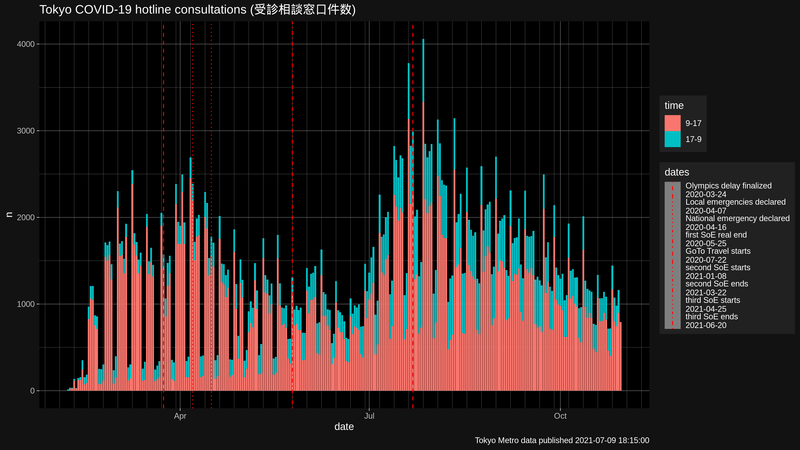 Tokyo COVID-19 hotline consultations (受診相談窓口件数)
4000
3000
2000
1000
0
n
Apr
Jul
Oct
date
time
9-17
17-9
dates
Olympics delay finalized
2020-03-24
Local emergencies declared
2020-04-07
National emergency declared
2020-04-16
first SoE real end
2020-05-25
GoTo Travel starts
2020-07-22
second SoE starts
2021-01-08
second SoE ends
2021-03-22
third SoE starts
2021-04-25
third SoE ends
2021-06-20
Tokyo Metro data published 2021-07-09 18:15:00